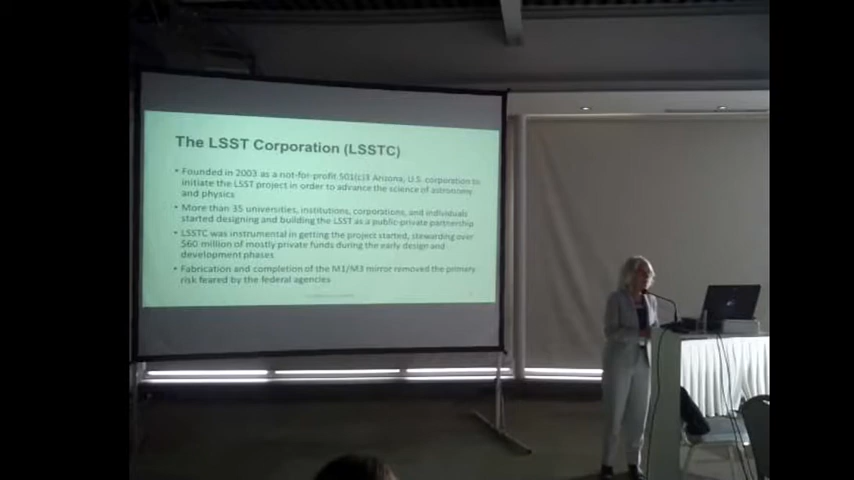 The LSST Corporation (LSSTC)
• Founded in 2003 as a not-for-profit 501(c)3 Arizona, U.S. corporation to
initiate the LSST project in order to advance the science of astronomy
and physics
• More than 35 universities, institutions, corporations, and individuals
started designing and building the LSST as a public-private partnership
• LSSTC was instrumental in getting the project started, stewarding over
$60 million of mostly private funds during the early design and
development phases
• Fabrication and completion of the M1/M3 mirror removed the primary
risk feared by the federal agencies